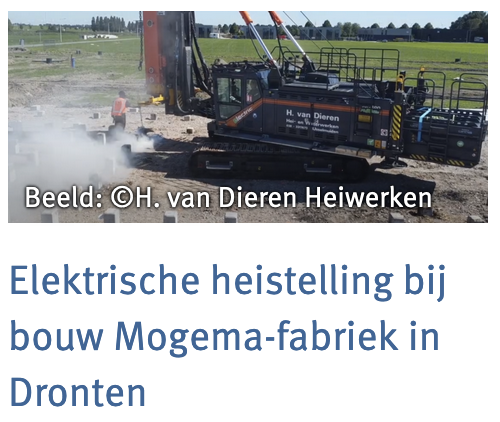 H. van Dieren
Beeld: ©H. van Dieren Heiwerken
Elektrische heistelling bij
bouw Mogema-fabriek in
Dronten